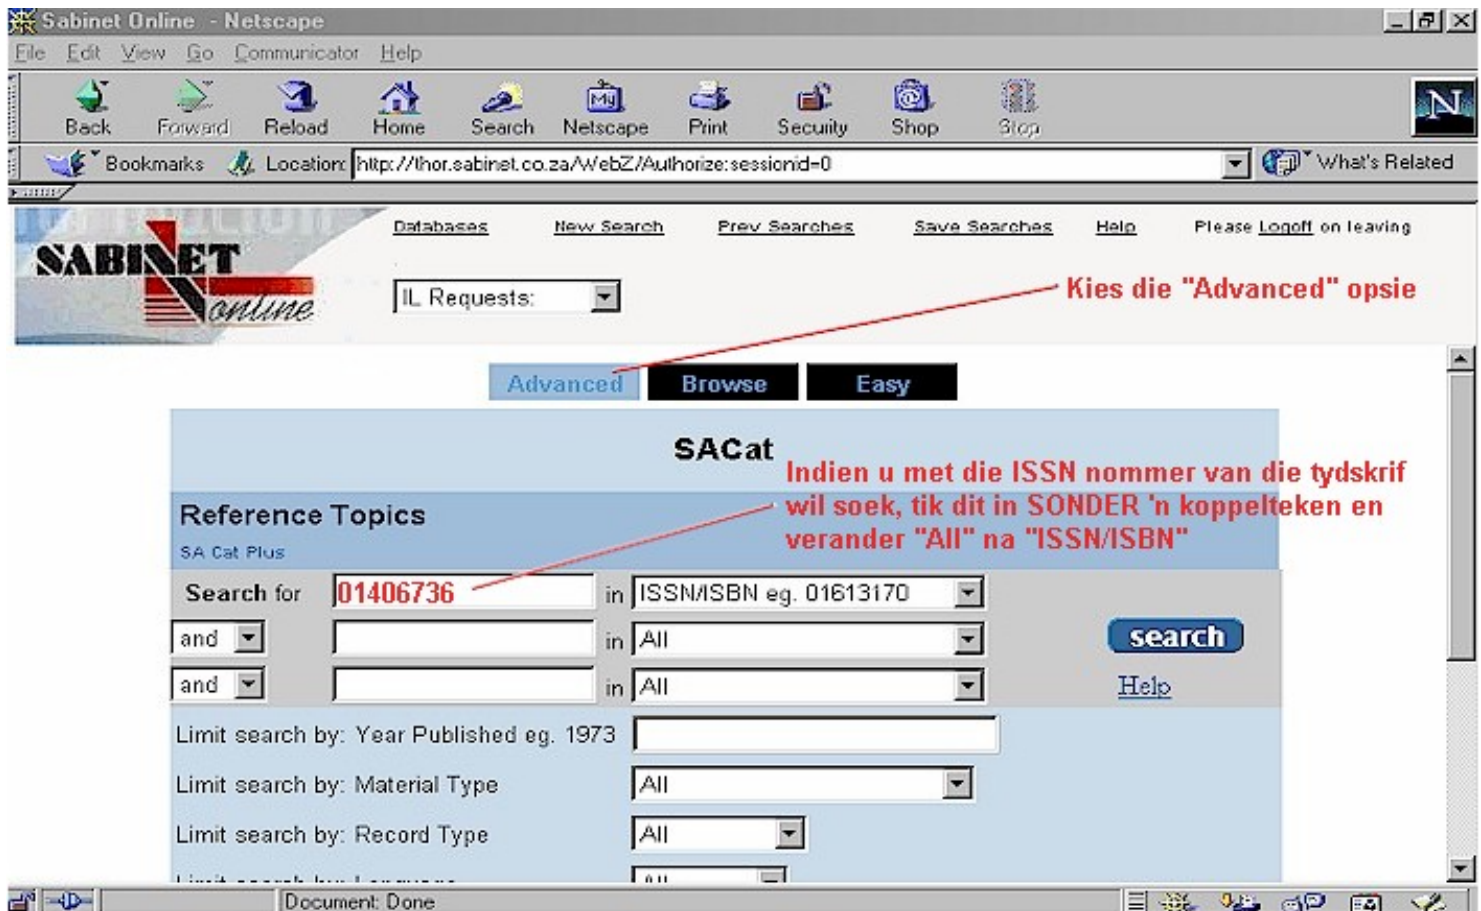 Sabinet Online - Netscape
File Edit View Go Communicator Help
Back Forward Reload Home Search Netscape Print Security Shop Stop
Bookmarks Location: http://thor.sabinet.co.za/WebZ/Authorize:sessionid=0 What's Related
Databases New Search Prev Searches Save Searches Help Please Logoff on leaving
SABINET
online
IL Requests:
Kies die "Advanced" opsie
Advanced Browse Easy
SACat
Indien u met die ISSN nommer van die tydskrif
wil soek, tik dit in SONDER 'n koppelteken en
verander "All" na "ISSN/ISBN"
Reference Topics
SA Cat Plus
Search for 01406736 in ISSN/ISBN eg. 01613170
and in All
search
and in All
Help
Limit search by: Year Published eg. 1973
Limit search by: Material Type All
Limit search by: Record Type All
Limit search by: Language All
Document: Done